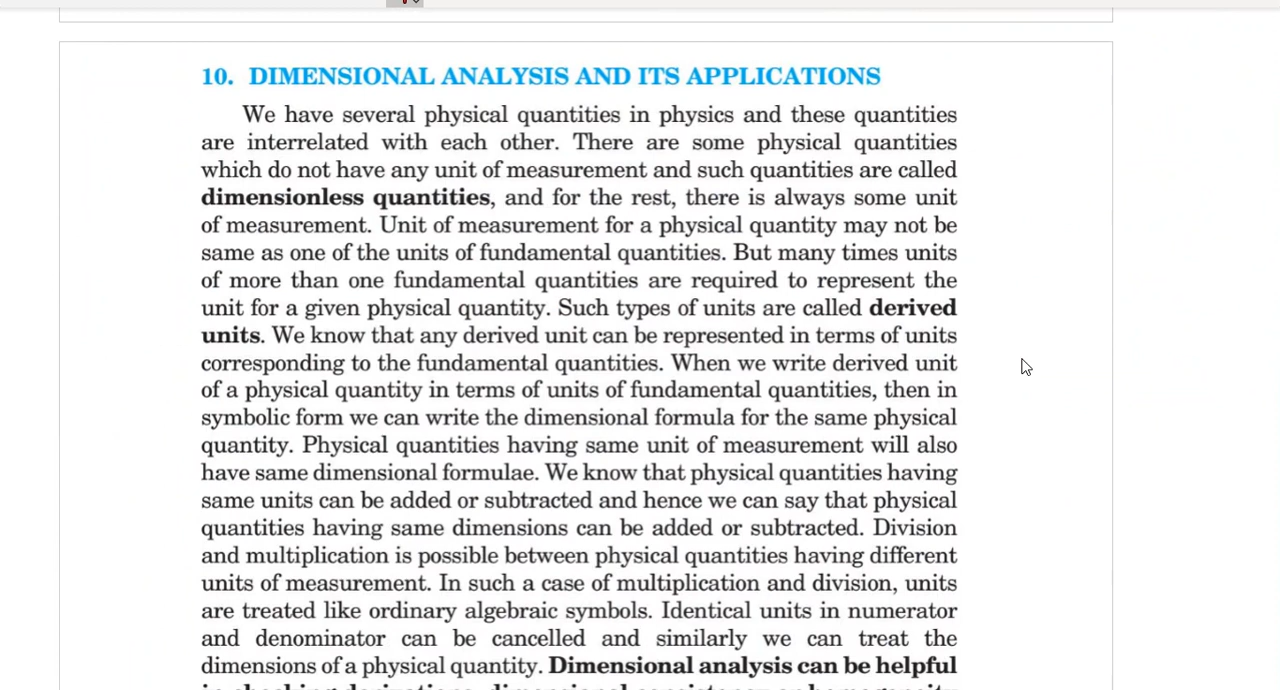 10. DIMENSIONAL ANALYSIS AND ITS APPLICATIONS
We have several physical quantities in physics and these quantities
are interrelated with each other. There are some physical quantities
which do not have any unit of measurement and such quantities are called
dimensionless quantities, and for the rest, there is always some unit
of measurement. Unit of measurement for a physical quantity may not be
same as one of the units of fundamental quantities. But many times units
of more than one fundamental quantities are required to represent the
unit for a given physical quantity. Such types of units are called derived
units. We know that any derived unit can be represented in terms of units
corresponding to the fundamental quantities. When we write derived unit
of a physical quantity in terms of units of fundamental quantities, then in
symbolic form we can write the dimensional formula for the same physical
quantity. Physical quantities having same unit of measurement will also
have same dimensional formulae. We know that physical quantities having
same units can be added or subtracted and hence we can say that physical
quantities having same dimensions can be added or subtracted. Division
and multiplication is possible between physical quantities having different
units of measurement. In such a case of multiplication and division, units
are treated like ordinary algebraic symbols. Identical units in numerator
and denominator can be cancelled and similarly we can treat the
dimensions of a physical quantity. Dimensional analysis can be helpful